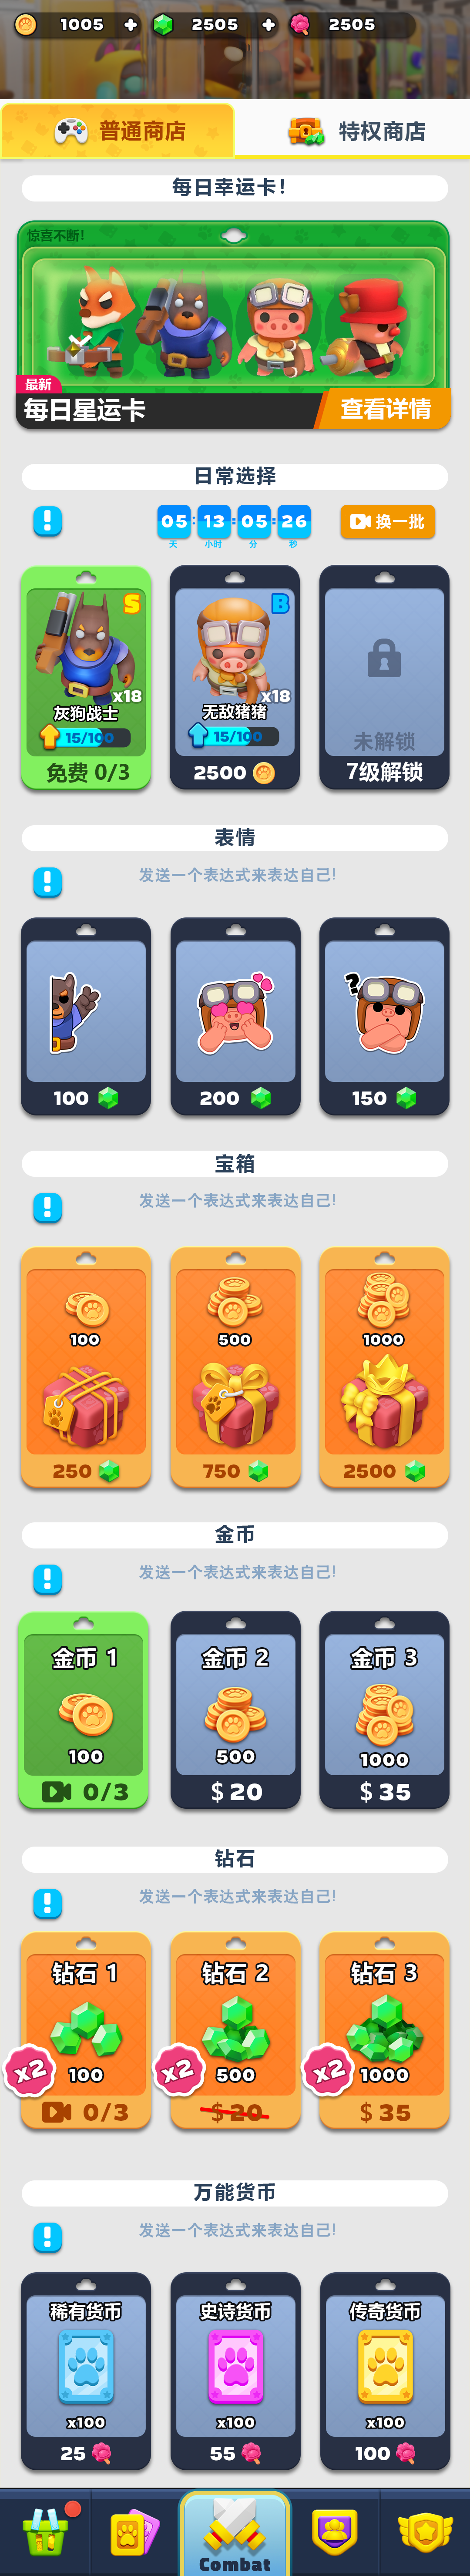 1005 2505 2505
普通商店 特权商店
每日幸运卡!
惊喜不断!
最新
每日星运卡 查看详情
日常选择
05:13:05:26 换一批
天 小时 分 秒
S B
x18 x18
灰狗战士 无敌猪猪
15/100 15/100 未解锁
免费 0/3 2500 7级解锁
表情
发送一个表达式来表达自己!
?
100 200 150
宝箱
发送一个表达式来表达自己!
100 500 1000
250 750 2500
金币
发送一个表达式来表达自己!
金币 1 金币 2 金币 3
100 500 1000
0/3 $20 $35
钻石
发送一个表达式来表达自己!
钻石 1 钻石 2 钻石 3
x2 100 x2 500 x2 1000
0/3 $20 $35
万能货币
发送一个表达式来表达自己!
稀有货币 史诗货币 传奇货币
x100 x100 x100
25 55 100
Combat